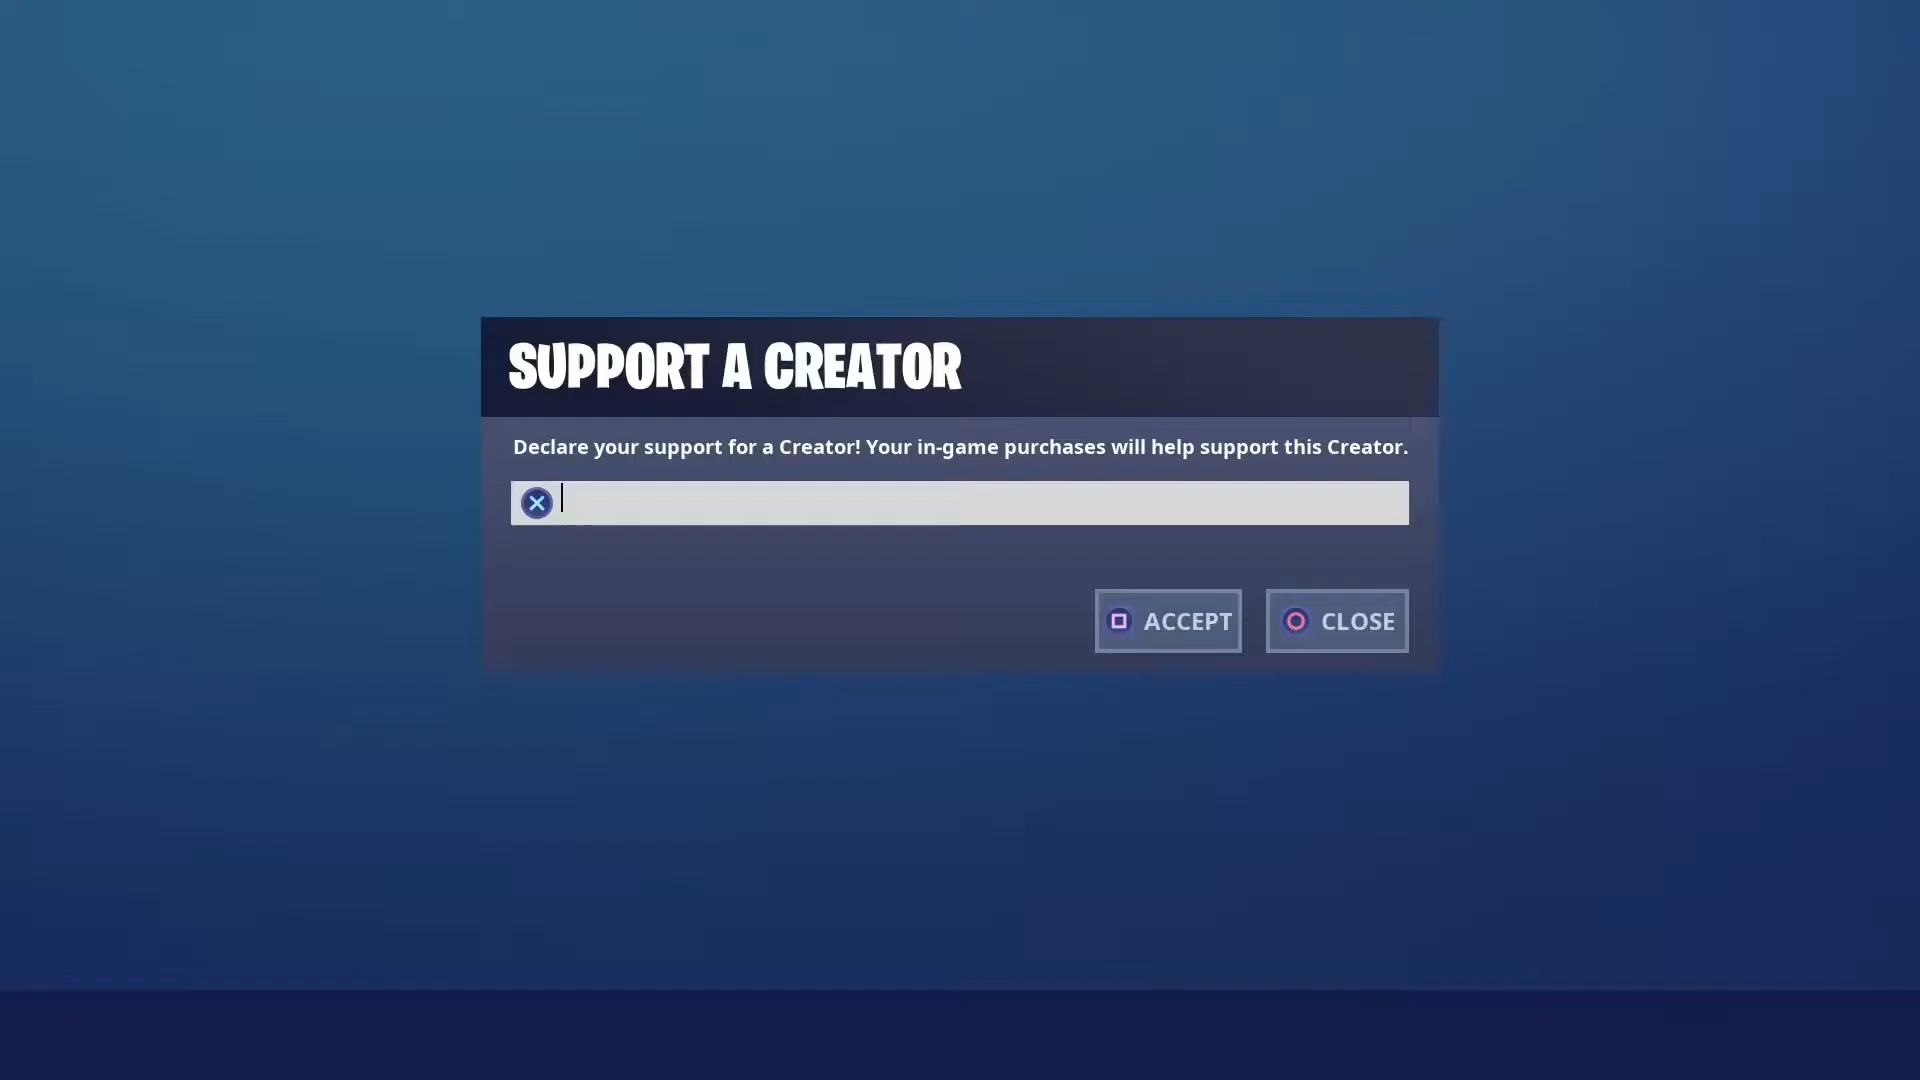 SUPPORT A CREATOR
Declare your support for a Creator! Your in-game purchases will help support this Creator.
ACCEPT
CLOSE